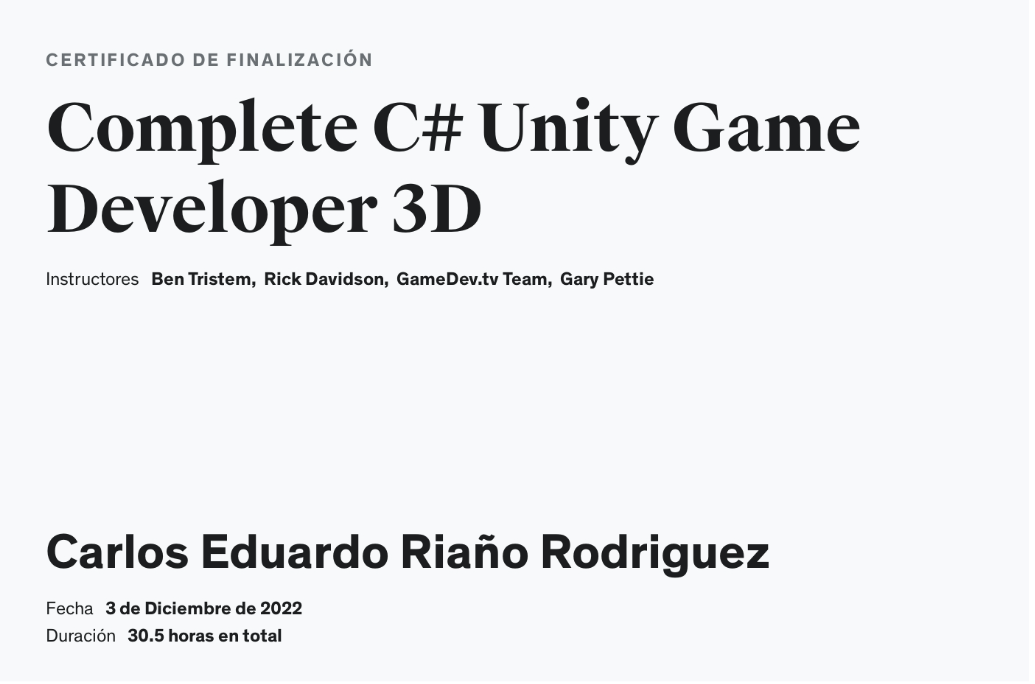 CERTIFICADO DE FINALIZACIÓN
Complete C# Unity Game
Developer 3D
Instructores Ben Tristem, Rick Davidson, GameDev.tv Team, Gary Pettie
Carlos Eduardo Riaño Rodriguez
Fecha 3 de Diciembre de 2022
Duración 30.5 horas en total